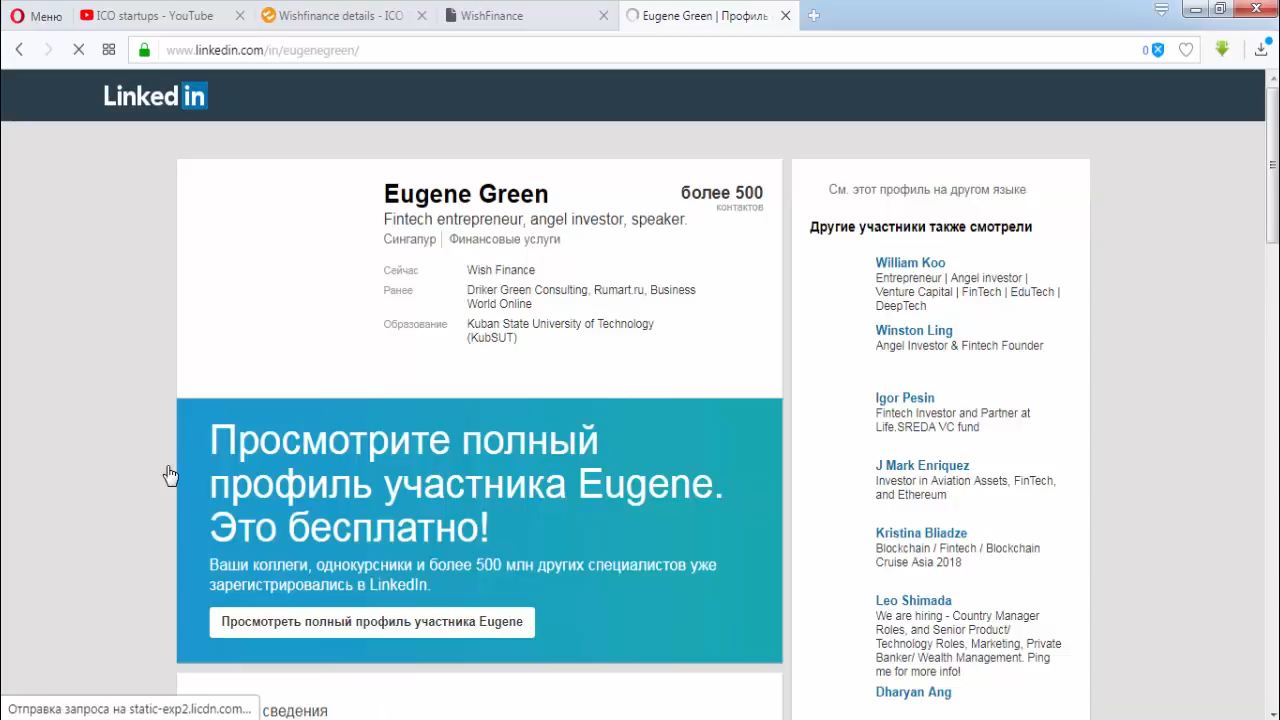 Меню
ICO startups - YouTube
Wishfinance details - ICO
WishFinance
Eugene Green | Профиль
www.linkedin.com/in/eugenegreen/
0
Linked in
Eugene Green
более 500
контактов
Fintech entrepreneur, angel investor, speaker.
Сингапур | Финансовые услуги
Сейчас Wish Finance
Ранее Driker Green Consulting, Rumart.ru, Business
World Online
Образование Kuban State University of Technology
(KubSUT)
Просмотрите полный
профиль участника Eugene.
Это бесплатно!
Ваши коллеги, однокурсники и более 500 млн других специалистов уже
зарегистрировались в LinkedIn.
Просмотреть полный профиль участника Eugene
сведения
Отправка запроса на static-exp2.licdn.com...
См. этот профиль на другом языке
Другие участники также смотрели
William Koo
Entrepreneur | Angel investor |
Venture Capital | FinTech | EduTech |
DeepTech
Winston Ling
Angel Investor & Fintech Founder
Igor Pesin
Fintech Investor and Partner at
Life.SREDA VC fund
J Mark Enriquez
Investor in Aviation Assets, FinTech,
and Ethereum
Kristina Bliadze
Blockchain / Fintech / Blockchain
Cruise Asia 2018
Leo Shimada
We are hiring - Country Manager
Roles, and Senior Product/
Technology Roles, Marketing, Private
Banker/ Wealth Management. Ping
me for more info!
Dharyan Ang